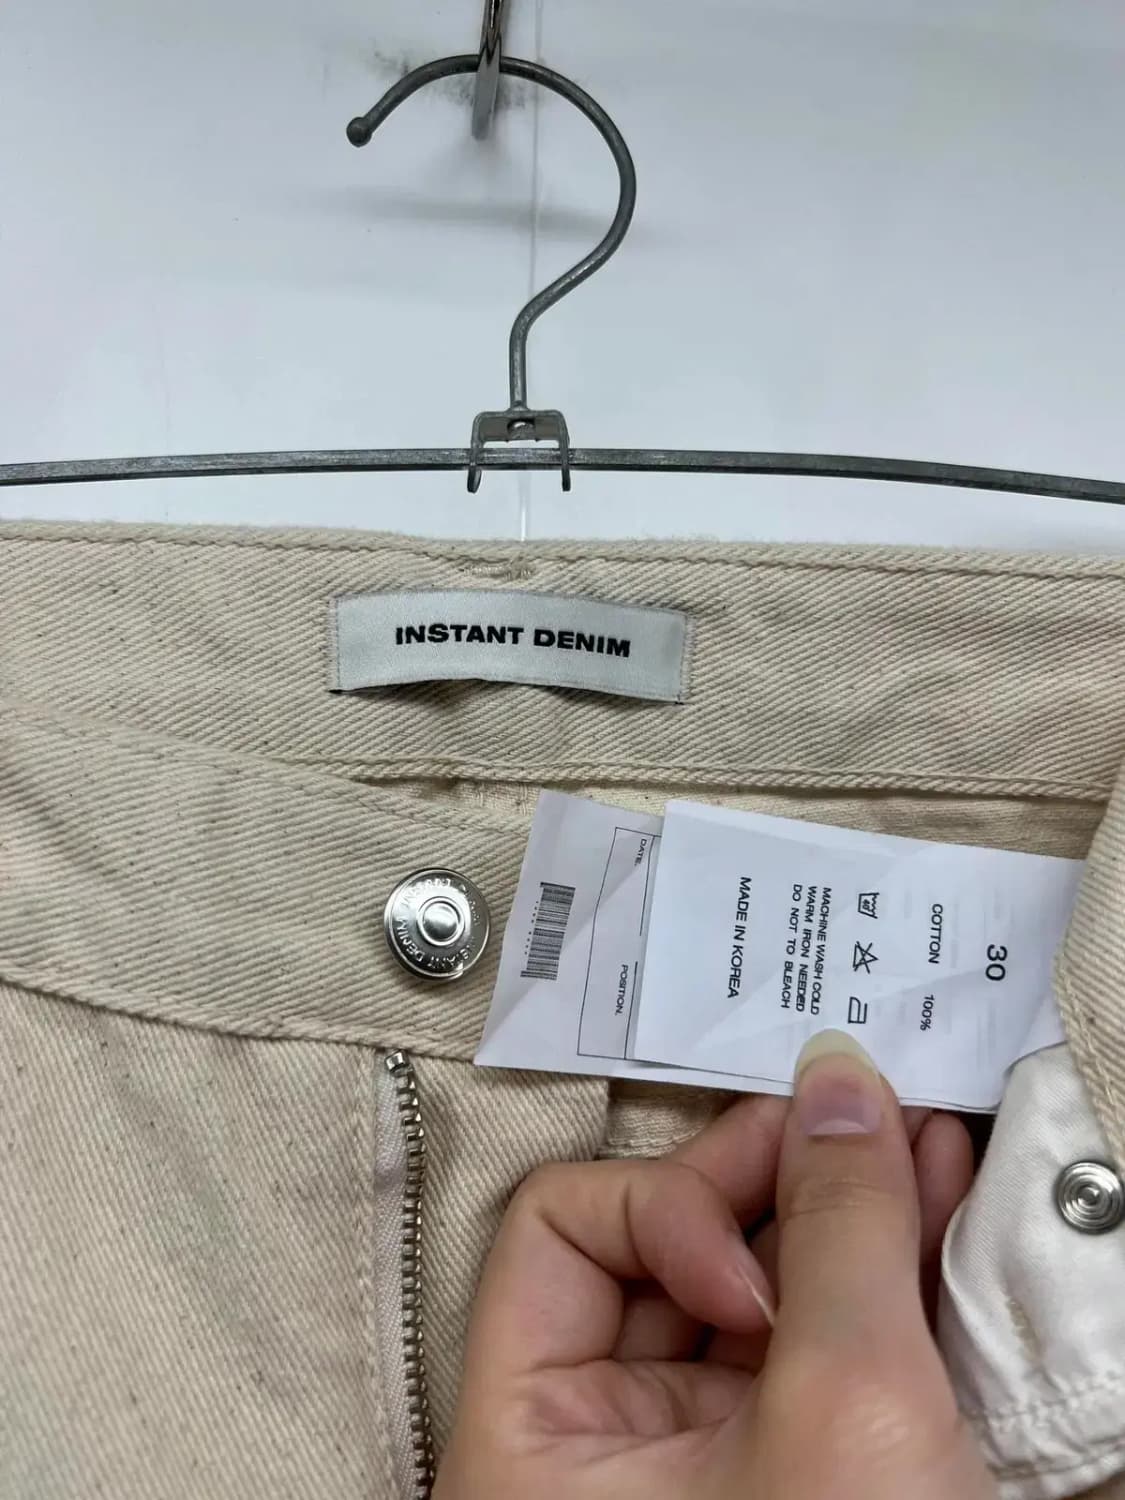 INSTANT DENIM
30
COTTON 100%
40
MACHINE WASH COLD
WARM IRON NEEDED
DO NOT TO BLEACH
MADE IN KOREA
DATE.
POSITION.
INSTANT DENIM